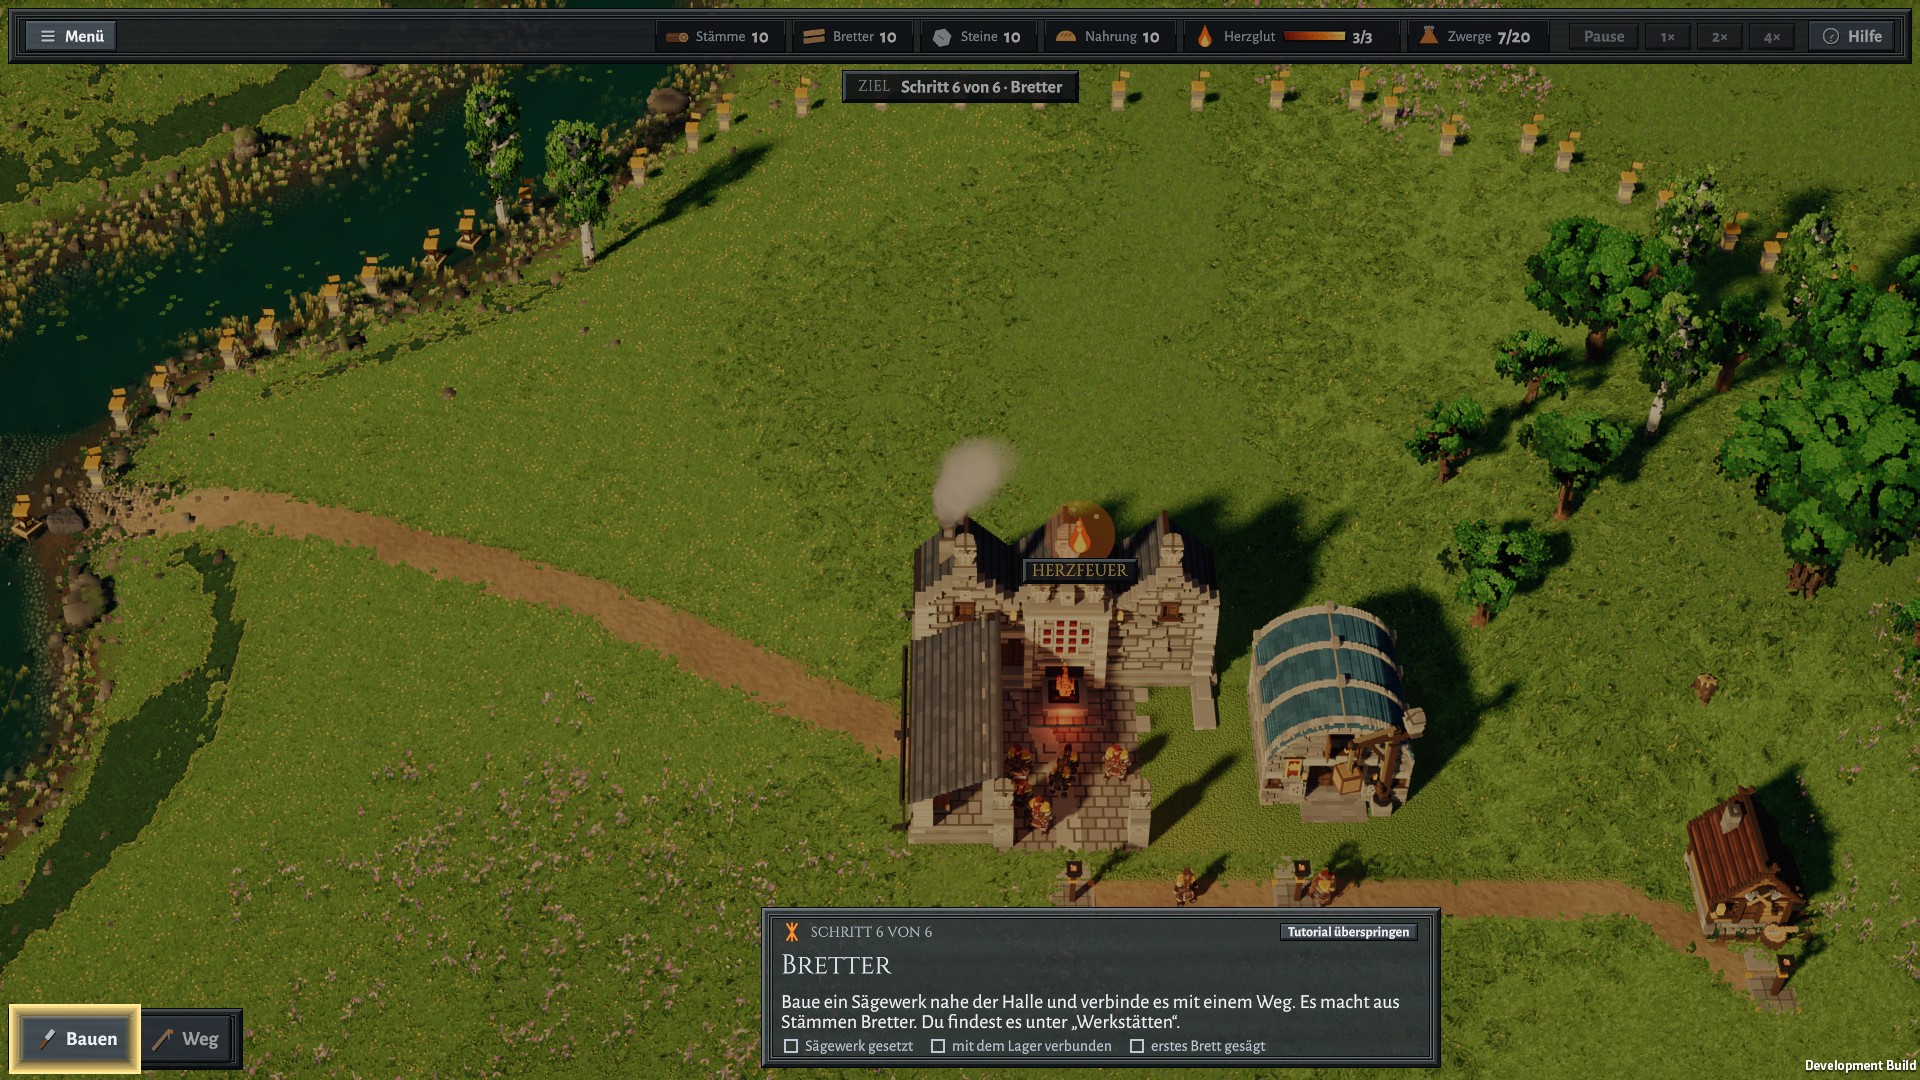 Menü
Stämme 10
Bretter 10
Steine 10
Nahrung 10
Herzglut 3/3
Zwerge 7/20
Pause
1×
2×
4×
Hilfe
ZIEL Schritt 6 von 6 · Bretter
HERZFEUER
SCHRITT 6 VON 6
Tutorial überspringen
BRETTER
Baue ein Sägewerk nahe der Halle und verbinde es mit einem Weg. Es macht aus
Stämmen Bretter. Du findest es unter „Werkstätten“.
Sägewerk gesetzt
mit dem Lager verbunden
erstes Brett gesägt
Bauen
Weg
Development Build